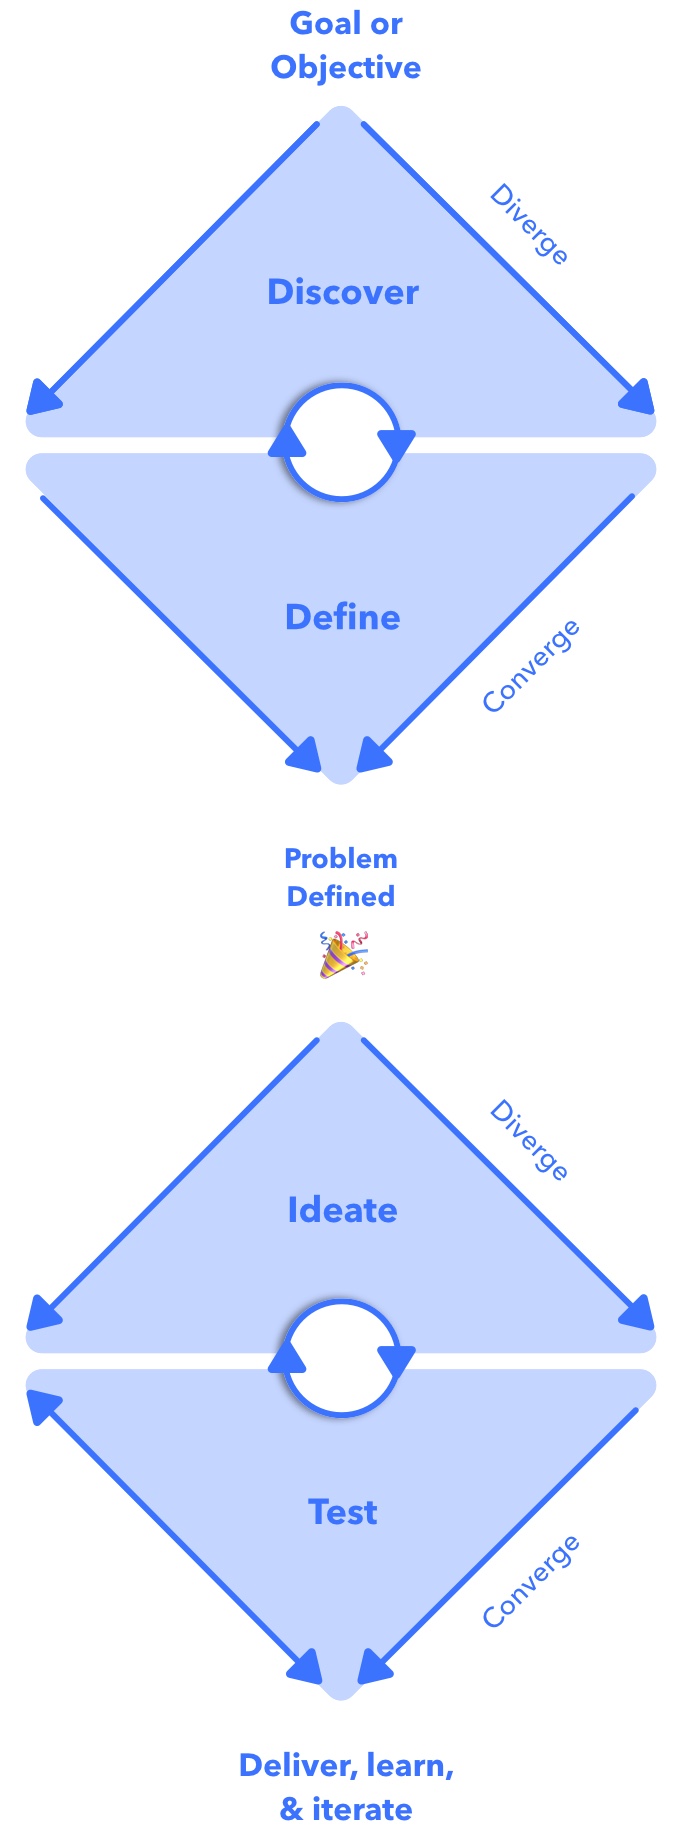 Goal or
Objective
Diverge
Discover
Define
Converge
Problem
Defined
Diverge
Ideate
Test
Converge
Deliver, learn,
& iterate